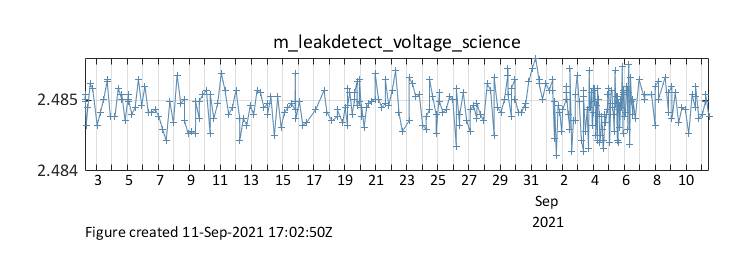 m_leakdetect_voltage_science
2.485
2.484
3 5 7 9 11 13 15 17 19 21 23 25 27 29 31 2 4 6 8 10
Sep
2021
Figure created 11-Sep-2021 17:02:50Z